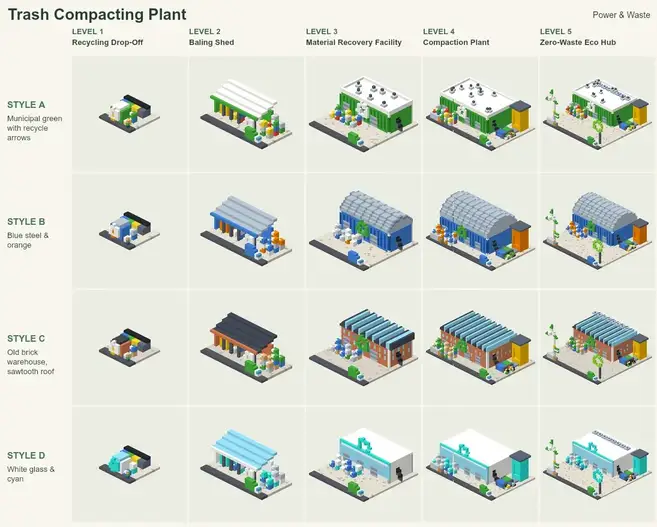 Trash Compacting Plant
Power & Waste
LEVEL 1
Recycling Drop-Off
LEVEL 2
Baling Shed
LEVEL 3
Material Recovery Facility
LEVEL 4
Compaction Plant
LEVEL 5
Zero-Waste Eco Hub
STYLE A
Municipal green
with recycle
arrows
STYLE B
Blue steel &
orange
STYLE C
Old brick
warehouse,
sawtooth roof
STYLE D
White glass &
cyan